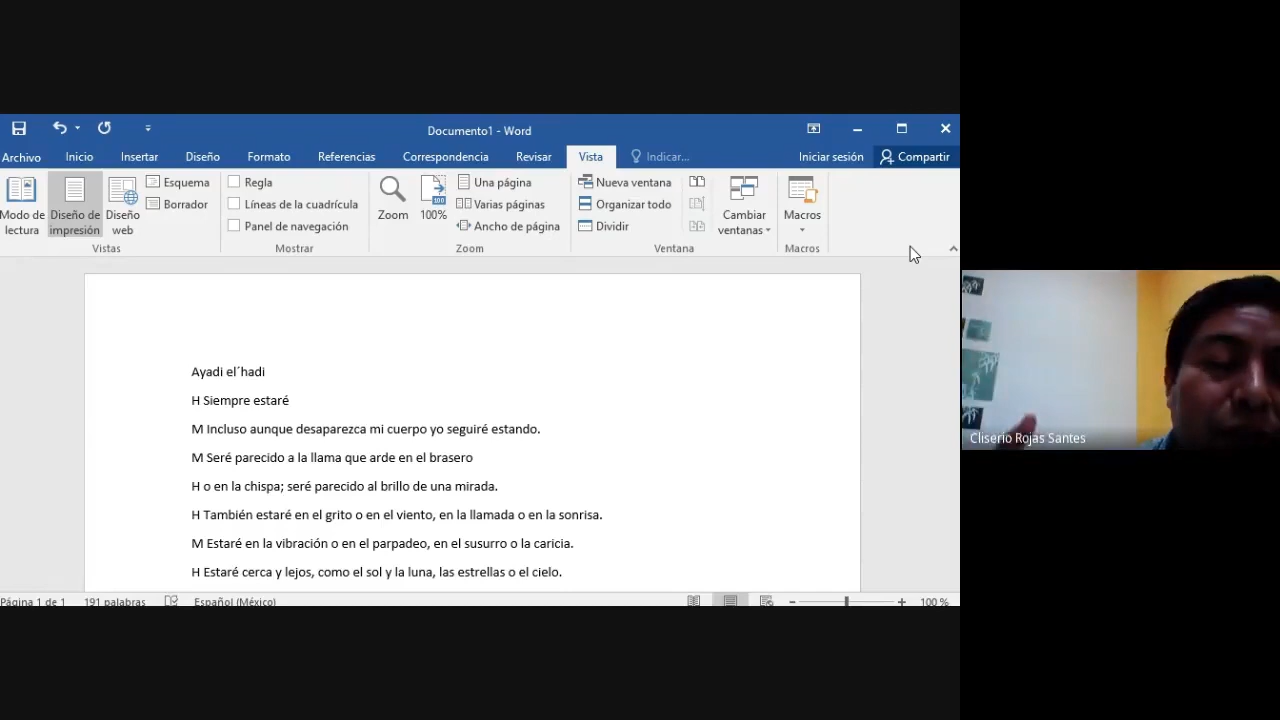 Documento1 - Word
Archivo Inicio Insertar Diseño Formato Referencias Correspondencia Revisar Vista Indicar... Iniciar sesión Compartir
Modo de lectura
Diseño de impresión
Diseño web
Esquema
Borrador
Vistas
Regla
Líneas de la cuadrícula
Panel de navegación
Mostrar
Zoom
100
100%
Una página
Varias páginas
Ancho de página
Zoom
Nueva ventana
Organizar todo
Dividir
Cambiar ventanas
Ventana
Macros
Macros
Ayadi el´hadi
H Siempre estaré
M Incluso aunque desaparezca mi cuerpo yo seguiré estando.
M Seré parecido a la llama que arde en el brasero
H o en la chispa; seré parecido al brillo de una mirada.
H También estaré en el grito o en el viento, en la llamada o en la sonrisa.
M Estaré en la vibración o en el parpadeo, en el susurro o la caricia.
H Estaré cerca y lejos, como el sol y la luna, las estrellas o el cielo.
Página 1 de 1 191 palabras Español (México) 100 %
Cliserio Rojas Santes